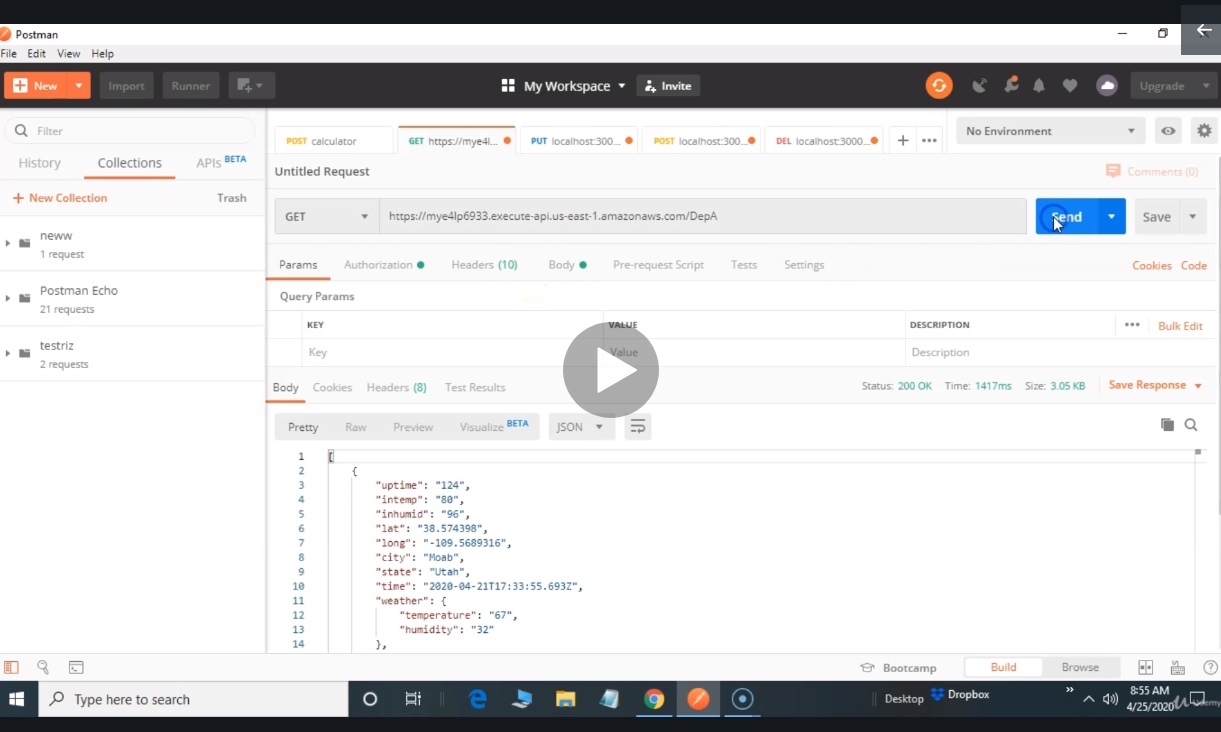 Postman
File Edit View Help
New Import Runner My Workspace Invite Upgrade
Filter
History Collections APIs BETA
New Collection Trash
neww
1 request
Postman Echo
21 requests
testriz
2 requests
POST calculator GET https://mye4l... PUT localhost:300... POST localhost:300... DEL localhost:3000... No Environment
Untitled Request Comments (0)
GET https://mye4lp6933.execute-api.us-east-1.amazonaws.com/DepA Send Save
Params Authorization Headers (10) Body Pre-request Script Tests Settings Cookies Code
Query Params
KEY VALUE DESCRIPTION Bulk Edit
Key Value Description
Body Cookies Headers (8) Test Results Status: 200 OK Time: 1417ms Size: 3.05 KB Save Response
Pretty Raw Preview Visualize BETA JSON
1 [
2 {
3 "uptime": "124",
4 "intemp": "80",
5 "inhumid": "96",
6 "lat": "38.574398",
7 "long": "-109.5689316",
8 "city": "Moab",
9 "state": "Utah",
10 "time": "2020-04-21T17:33:55.693Z",
11 "weather": {
12 "temperature": "67",
13 "humidity": "32"
14 },
Bootcamp Build Browse
Type here to search Desktop Dropbox 8:55 AM
4/25/2020 Udemy